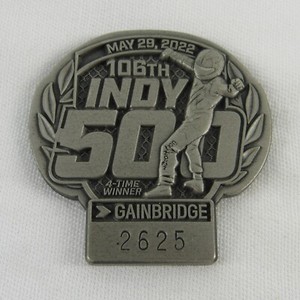 MAY 29, 2022
106TH
INDY
500
4-TIME
WINNER
GAINBRIDGE
2625